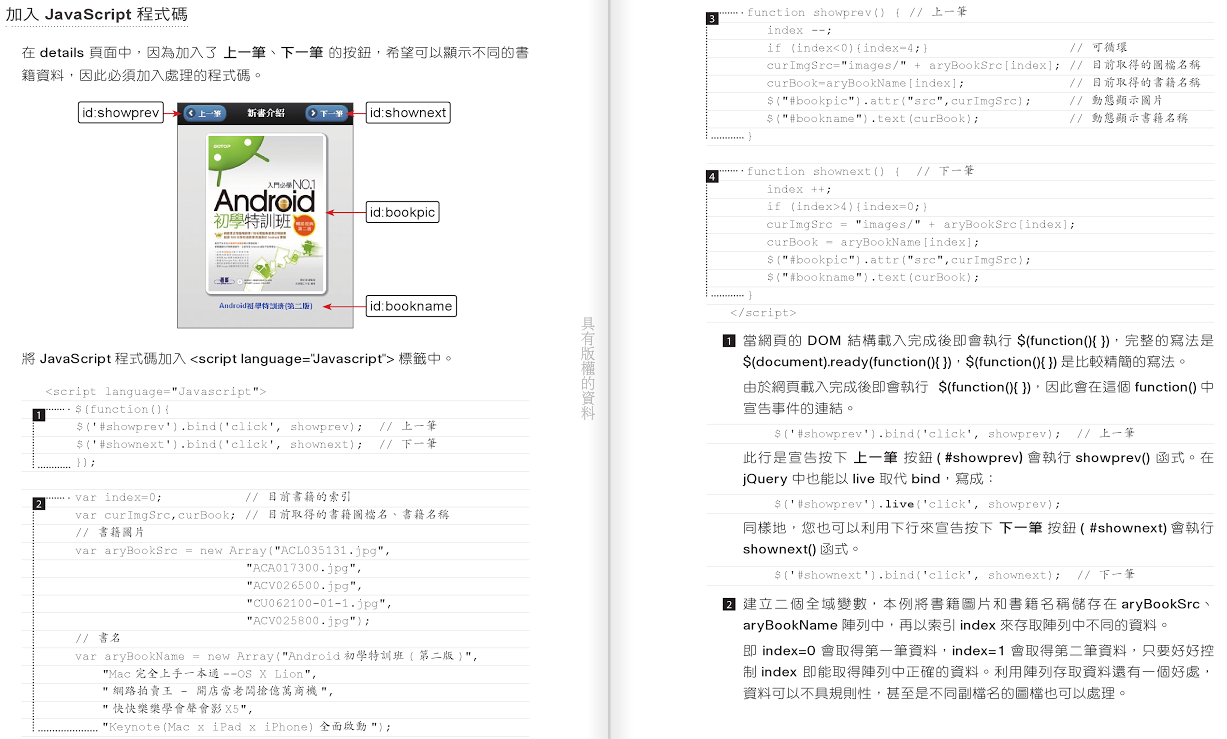 加入 JavaScript 程式碼
在 details 頁面中，因為加入了 上一筆、下一筆 的按鈕，希望可以顯示不同的書
籍資料，因此必須加入處理的程式碼。
id:showprev
上一筆
新書介紹
下一筆
id:shownext
入門必學 NO.1
Android
初學特訓班
id:bookpic
Android初學特訓班(第二版)
id:bookname
將 JavaScript 程式碼加入 <script language="Javascript"> 標籤中。
<script language="Javascript">
1 $(function(){
$('#showprev').bind('click', showprev); // 上一筆
$('#shownext').bind('click', shownext); // 下一筆
});
2 var index=0; // 目前書籍的索引
var curImgSrc,curBook; // 目前取得的書籍圖檔名、書籍名稱
// 書籍圖片
var aryBookSrc = new Array("ACL035131.jpg",
"ACA017300.jpg",
"ACV026500.jpg",
"CU062100-01-1.jpg",
"ACV025800.jpg");
// 書名
var aryBookName = new Array("Android 初學特訓班 ( 第二版 )",
"Mac 完全上手一本通 --OS X Lion",
" 網路拍賣王 - 開店當老闆搶億萬商機 ",
" 快快樂樂學會聲會影 X5",
"Keynote(Mac x iPad x iPhone) 全面啟動 ");
具有版權的資料
3 function showprev() { // 上一筆
index --;
if (index<0){index=4;} // 可循環
curImgSrc="images/" + aryBookSrc[index]; // 目前取得的圖檔名稱
curBook=aryBookName[index]; // 目前取得的書籍名稱
$("#bookpic").attr("src",curImgSrc); // 動態顯示圖片
$("#bookname").text(curBook); // 動態顯示書籍名稱
}
4 function shownext() { // 下一筆
index ++;
if (index>4){index=0;}
curImgSrc = "images/" + aryBookSrc[index];
curBook = aryBookName[index];
$("#bookpic").attr("src",curImgSrc);
$("#bookname").text(curBook);
}
</script>
1 當網頁的 DOM 結構載入完成後即會執行 $(function(){ })，完整的寫法是
$(document).ready(function(){ })，$(function(){ }) 是比較精簡的寫法。
由於網頁載入完成後即會執行 $(function(){ })，因此會在這個 function() 中
宣告事件的連結。
$('#showprev').bind('click', showprev); // 上一筆
此行是宣告按下 上一筆 按鈕 ( #showprev) 會執行 showprev() 函式。在
jQuery 中也能以 live 取代 bind，寫成：
$('#showprev').live('click', showprev);
同樣地，您也可以利用下行來宣告按下 下一筆 按鈕 ( #shownext) 會執行
shownext() 函式。
$('#shownext').bind('click', shownext); // 下一筆
2 建立二個全域變數，本例將書籍圖片和書籍名稱儲存在 aryBookSrc、
aryBookName 陣列中，再以索引 index 來存取陣列中不同的資料。
即 index=0 會取得第一筆資料，index=1 會取得第二筆資料，只要好好控
制 index 即能取得陣列中正確的資料。利用陣列存取資料還有一個好處，
資料可以不具規則性，甚至是不同副檔名的圖檔也可以處理。